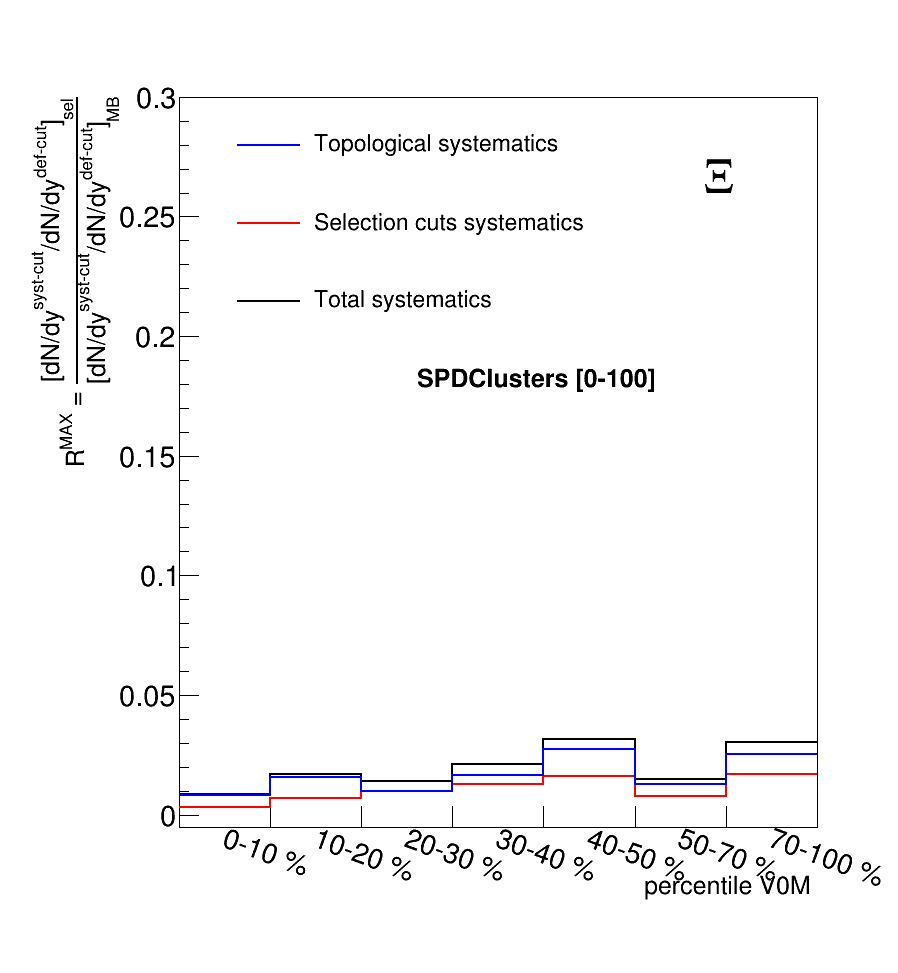 R^MAX = [dN/dy^syst-cut/dN/dy^def-cut]_sel
[dN/dy^syst-cut/dN/dy^def-cut]_MB
0.3
0.25
0.2
0.15
0.1
0.05
0
Topological systematics
Ξ
Selection cuts systematics
Total systematics
SPDClusters [0-100]
0-10 %
10-20 %
20-30 %
30-40 %
40-50 %
50-70 %
70-100 %
percentile V0M